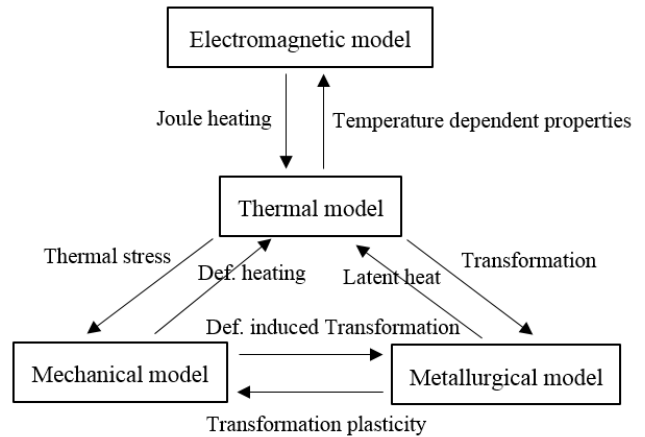 Electromagnetic model
Joule heating
Temperature dependent properties
Thermal model
Thermal stress
Def. heating
Latent heat
Transformation
Def. induced Transformation
Mechanical model
Metallurgical model
Transformation plasticity